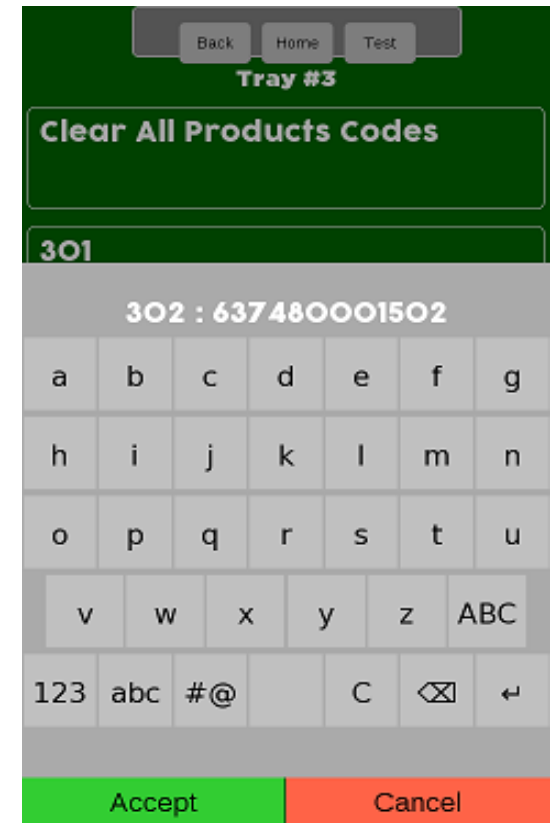 Back Home Test
Tray #3
Clear All Products Codes
301
302 : 637480001502
a b c d e f g
h i j k l m n
o p q r s t u
v w x y z ABC
123 abc #@ C ⌫ ↵
Accept Cancel